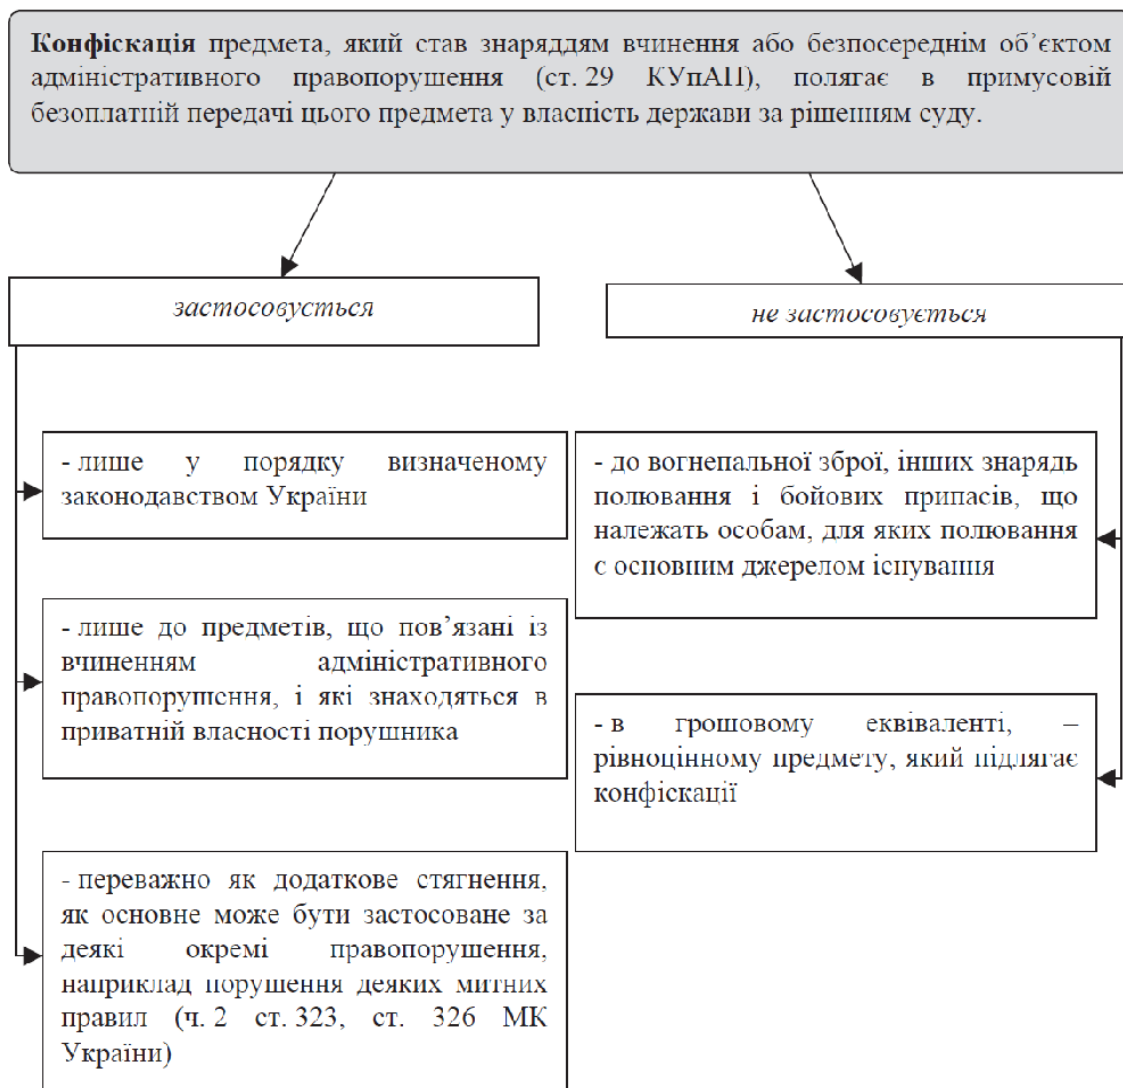 Конфіскація предмета, який став знаряддям вчинення або безпосереднім об’єктом
адміністративного правопорушення (ст. 29 КУпАП), полягає в примусовій
безоплатній передачі цього предмета у власність держави за рішенням суду.
застосовується
не застосовується
- лише у порядку визначеному
законодавством України
- лише до предметів, що пов’язані із
вчиненням адміністративного
правопорушення, і які знаходяться в
приватній власності порушника
- переважно як додаткове стягнення,
як основне може бути застосоване за
деякі окремі правопорушення,
наприклад порушення деяких митних
правил (ч. 2 ст. 323, ст. 326 МК
України)
- до вогнепальної зброї, інших знарядь
полювання і бойових припасів, що
належать особам, для яких полювання
є основним джерелом існування
- в грошовому еквіваленті, –
рівноцінному предмету, який підлягає
конфіскації